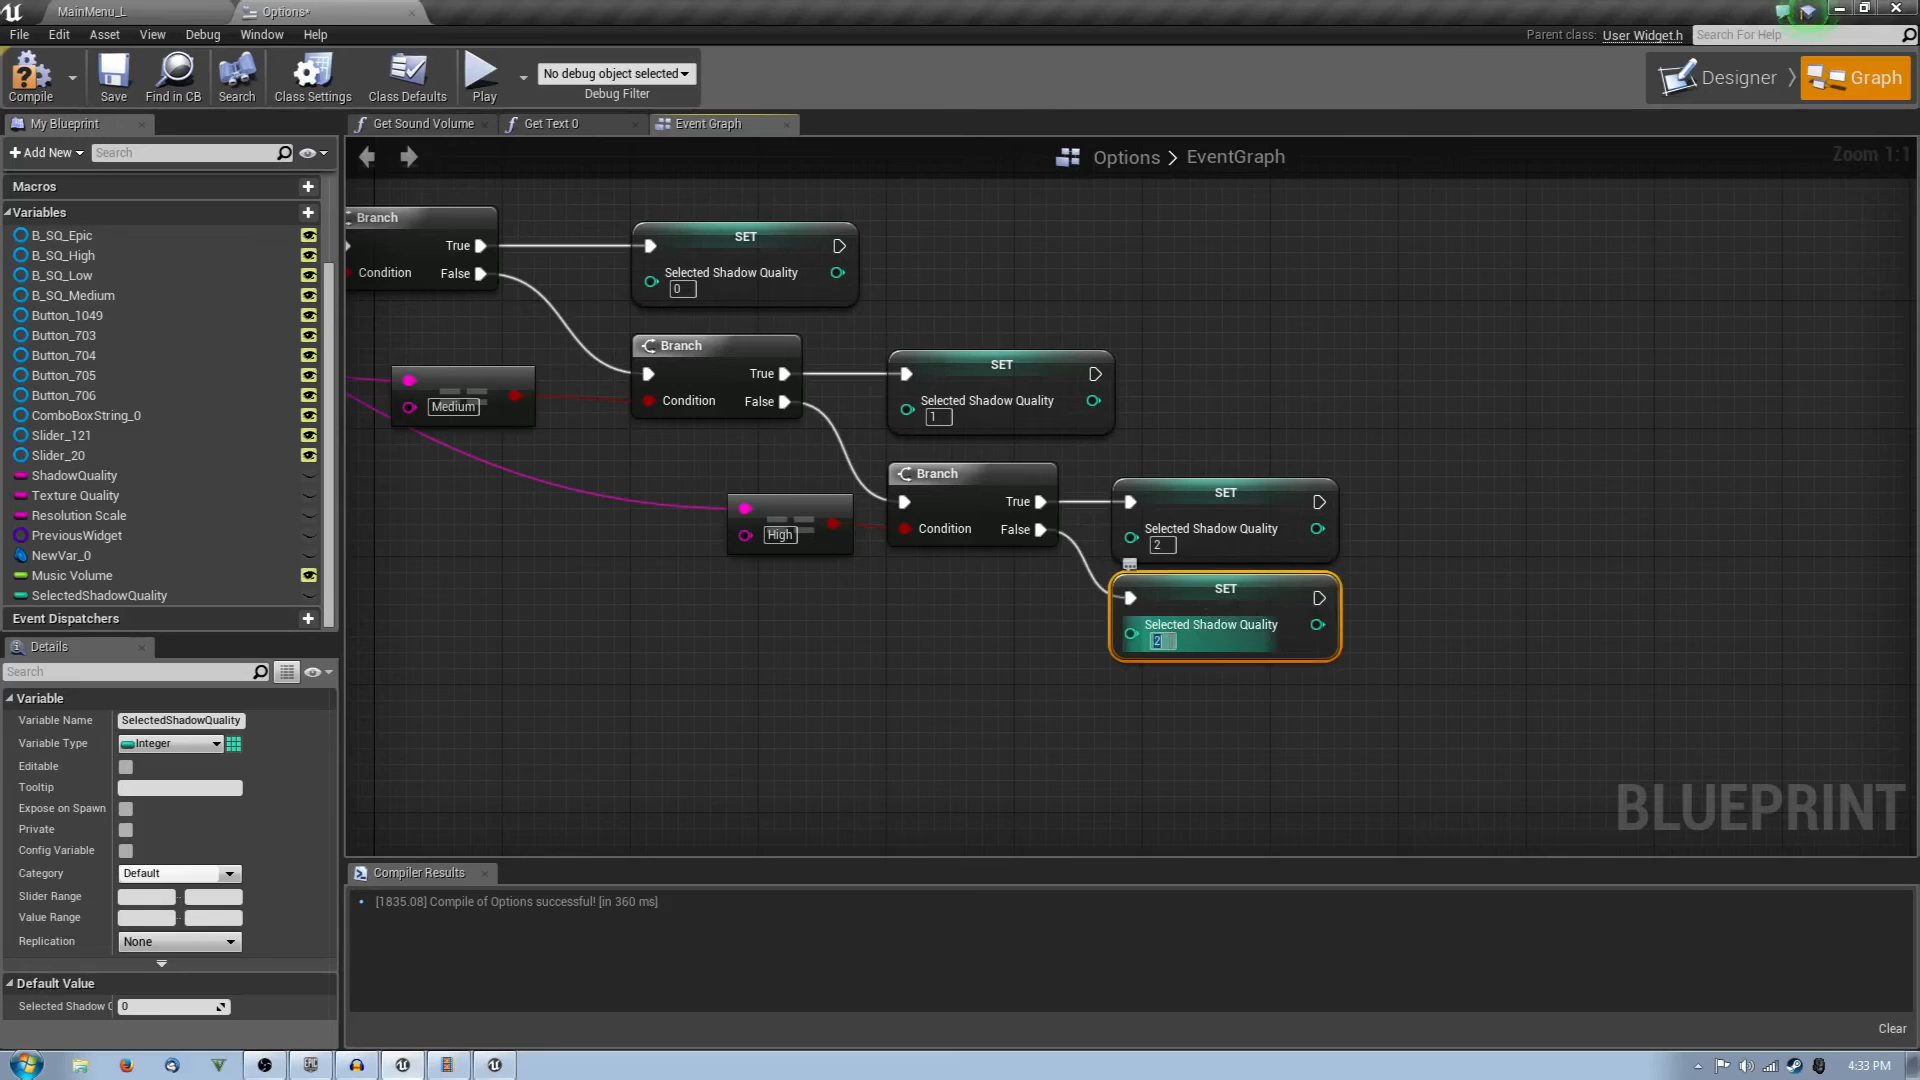 MainMenu_L
Options*
File Edit Asset View Debug Window Help
Parent class: User Widget.h
Search For Help
Compile
Save
Find in CB
Search
Class Settings
Class Defaults
Play
No debug object selected
Debug Filter
Designer
Graph
My Blueprint
Get Sound Volume
Get Text 0
Event Graph
Add New
Search
Options > EventGraph
Zoom 1:1
Macros
Variables
B_SQ_Epic
B_SQ_High
B_SQ_Low
B_SQ_Medium
Button_1049
Button_703
Button_704
Button_705
Button_706
ComboBoxString_0
Slider_121
Slider_20
ShadowQuality
Texture Quality
Resolution Scale
PreviousWidget
NewVar_0
Music Volume
SelectedShadowQuality
Event Dispatchers
Branch
True
Condition
False
SET
Selected Shadow Quality
0
Branch
True
Condition
False
Medium
SET
Selected Shadow Quality
1
Branch
True
Condition
False
High
SET
Selected Shadow Quality
2
SET
Selected Shadow Quality
2
BLUEPRINT
Details
Search
Variable
Variable Name SelectedShadowQuality
Variable Type Integer
Editable
Tooltip
Expose on Spawn
Private
Config Variable
Category Default
Slider Range
Value Range
Replication None
Default Value
Selected Shadow 0
Compiler Results
[1835.08] Compile of Options successful! [in 360 ms]
Clear
4:33 PM